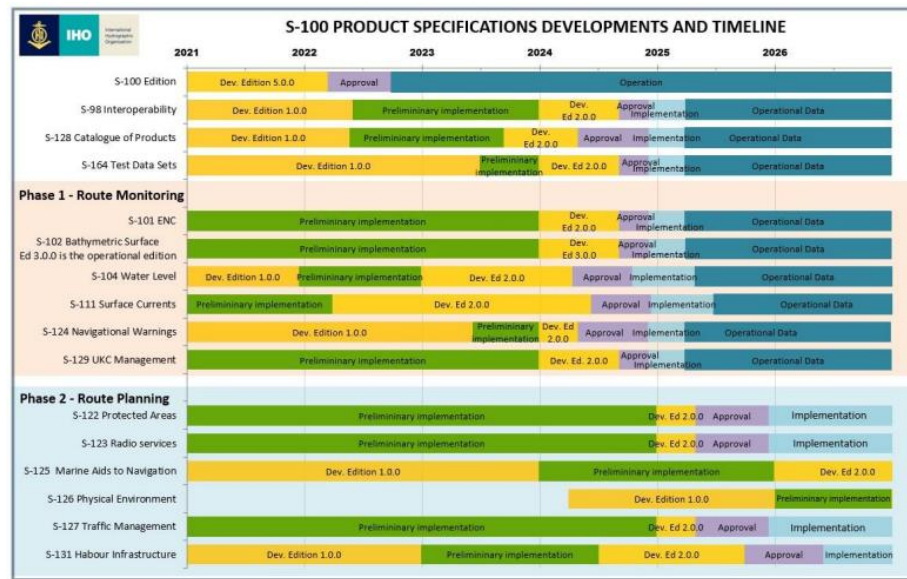 IHO
International
Hydrographic
Organization
S-100 PRODUCT SPECIFICATIONS DEVELOPMENTS AND TIMELINE
2021 2022 2023 2024 2025 2026
S-100 Edition Dev. Edition 5.0.0 Approval Operation
S-98 Interoperability Dev. Edition 1.0.0 Prelimininary implementation Dev. Ed 2.0.0 Approval Implementation Operational Data
S-128 Catalogue of Products Dev. Edition 1.0.0 Prelimininary implementation Dev. Ed 2.0.0 Approval Implementation Operational Data
S-164 Test Data Sets Dev. Edition 1.0.0 Prelimininary implementation Dev. Ed 2.0.0 Approval Implementation Operational Data
Phase 1 - Route Monitoring
S-101 ENC Prelimininary implementation Dev. Ed 2.0.0 Approval Implementation Operational Data
S-102 Bathymetric Surface
Ed 3.0.0 is the operational edition Prelimininary implementation Dev. Ed 3.0.0 Approval Implementation Operational Data
S-104 Water Level Dev. Edition 1.0.0 Prelimininary implementation Dev. Ed 2.0.0 Approval Implementation Operational Data
S-111 Surface Currents Prelimininary implementation Dev. Ed 2.0.0 Approval Implementation Operational Data
S-124 Navigational Warnings Dev. Edition 1.0.0 Prelimininary implementation Dev. Ed 2.0.0 Approval Implementation Operational Data
S-129 UKC Management Prelimininary implementation Dev. Ed. 2.0.0 Approval Implementation Operational Data
Phase 2 - Route Planning
S-122 Protected Areas Prelimininary implementation Dev. Ed 2.0.0 Approval Implementation
S-123 Radio services Prelimininary implementation Dev. Ed 2.0.0 Approval Implementation
S-125 Marine Aids to Navigation Dev. Edition 1.0.0 Prelimininary implementation Dev. Ed 2.0.0
S-126 Physical Environment Dev. Edition 1.0.0 Prelimininary implementation
S-127 Traffic Management Prelimininary implementation Dev. Ed 2.0.0 Approval Implementation
S-131 Habour Infrastructure Dev. Edition 1.0.0 Prelimininary implementation Dev. Ed 2.0.0 Approval Implementation